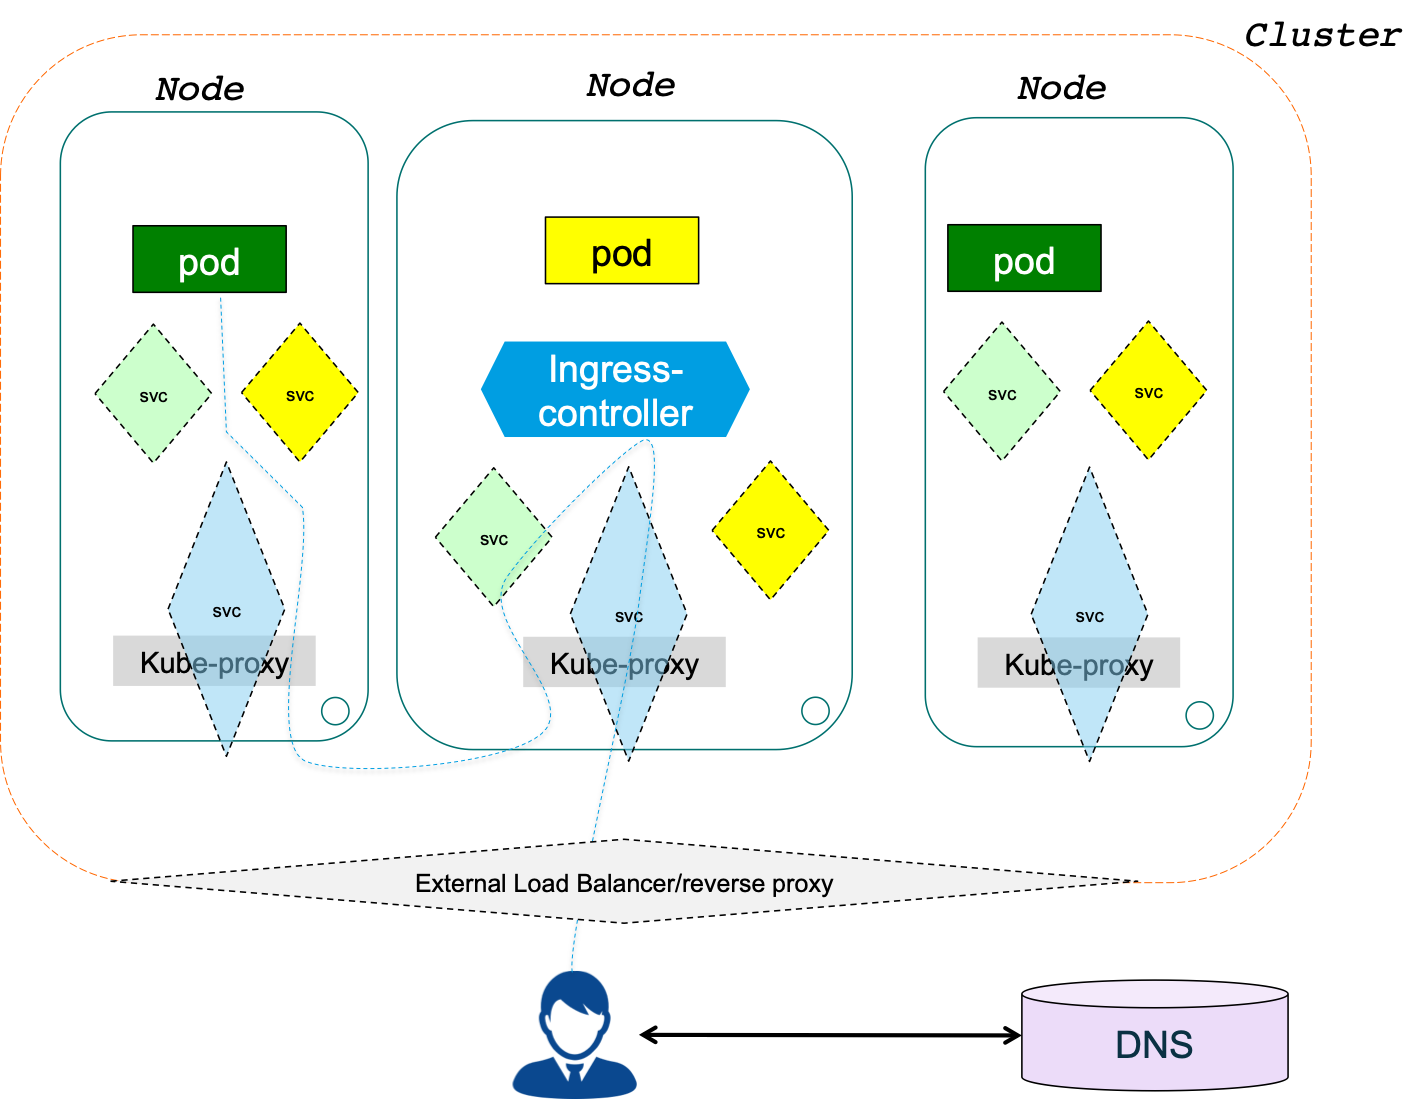 Cluster
Node
Node
Node
pod
pod
pod
Ingress-
controller
svc
svc
svc
svc
svc
svc
svc
svc
svc
Kube-proxy
Kube-proxy
Kube-proxy
External Load Balancer/reverse proxy
DNS